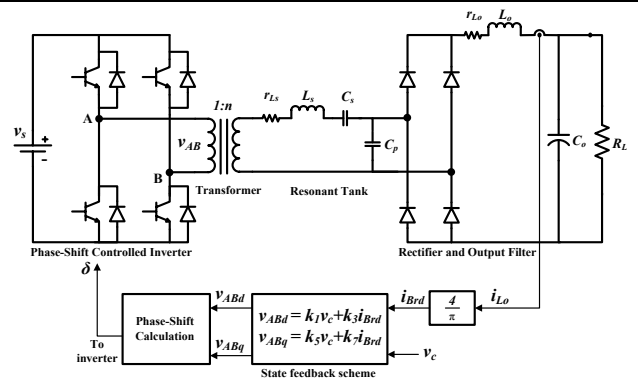 r_Lo L_o
1:n
r_Ls L_s C_s
v_s
+
-
A
v_AB
B
C_p
C_o
R_L
Transformer
Resonant Tank
Phase-Shift Controlled Inverter
Rectifier and Output Filter
δ
v_ABd
i_Brd
i_Lo
Phase-Shift
Calculation
v_ABd = k_1v_c+k_3i_Brd
v_ABq = k_5v_c+k_7i_Brd
4
π
v_ABq
v_c
To
inverter
State feedback scheme